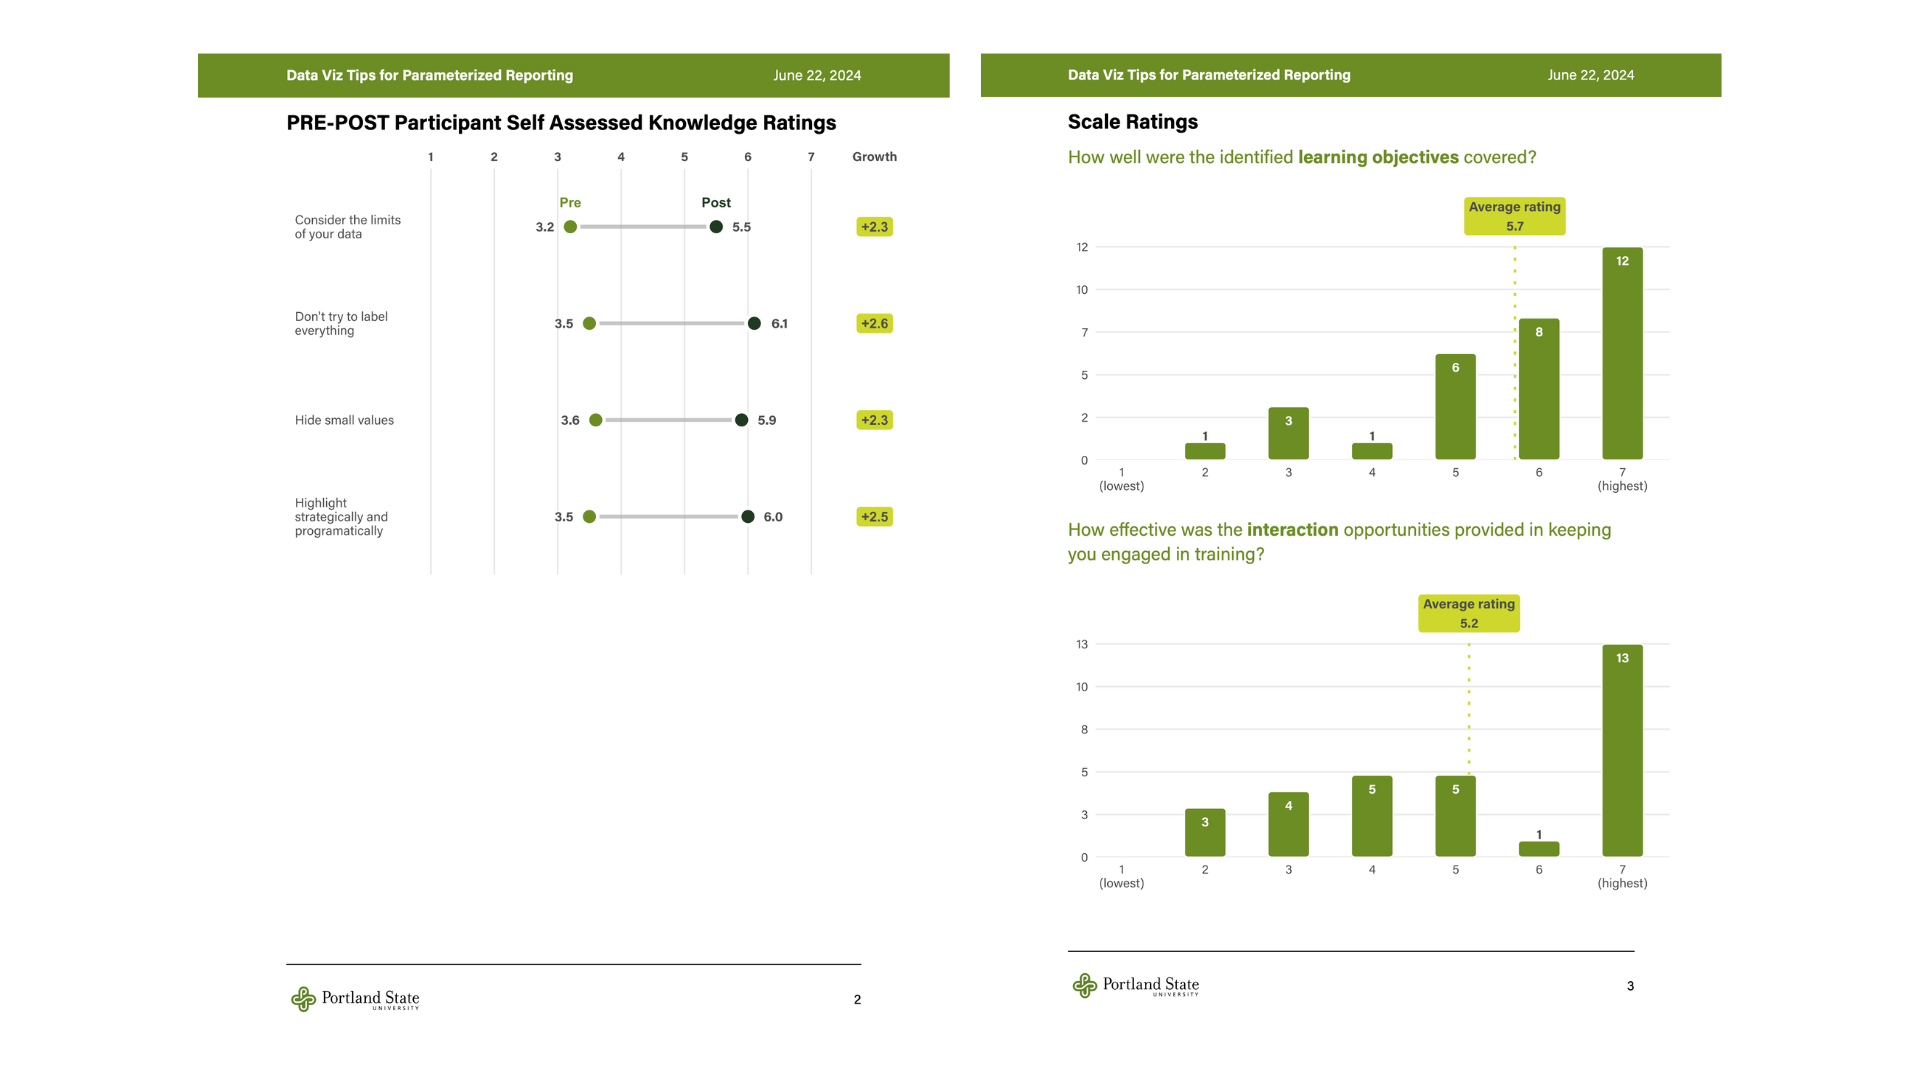 Data Viz Tips for Parameterized Reporting June 22, 2024
PRE-POST Participant Self Assessed Knowledge Ratings
1 2 3 4 5 6 7 Growth
Pre Post
Consider the limits
of your data
3.2 5.5 +2.3
Don't try to label
everything
3.5 6.1 +2.6
Hide small values
3.6 5.9 +2.3
Highlight
strategically and
programatically
3.5 6.0 +2.5
Portland State
UNIVERSITY
2
Data Viz Tips for Parameterized Reporting June 22, 2024
Scale Ratings
How well were the identified learning objectives covered?
Average rating
5.7
12
10
7
5
2
0
1
3
1
6
8
12
1 2 3 4 5 6 7
(lowest) (highest)
How effective was the interaction opportunities provided in keeping
you engaged in training?
Average rating
5.2
13
10
8
5
3
0
3
4
5
5
1
13
1 2 3 4 5 6 7
(lowest) (highest)
Portland State
UNIVERSITY
3